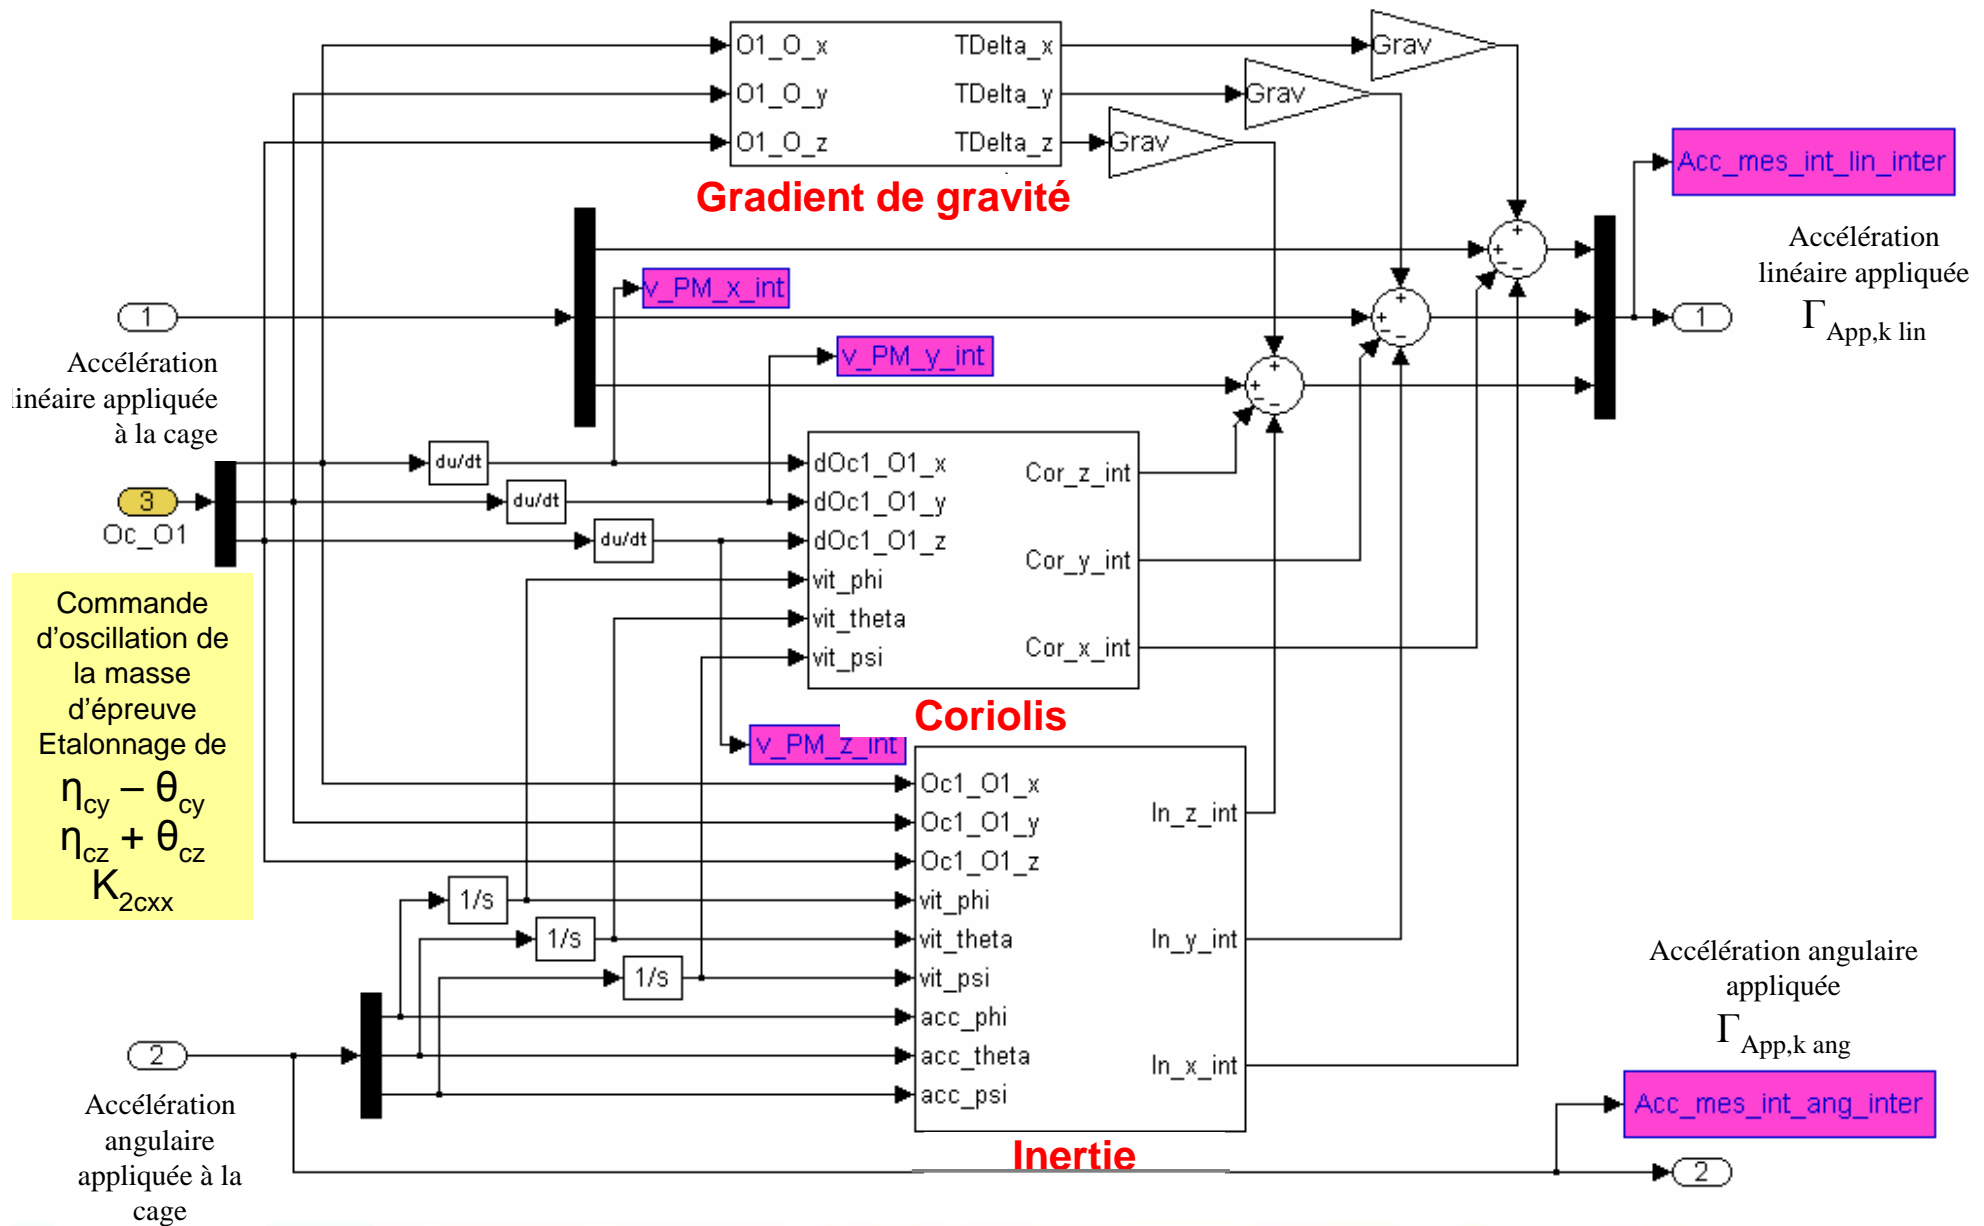 O1_O_x
TDelta_x
Grav
O1_O_y
TDelta_y
Grav
O1_O_z
TDelta_z
Grav
Gradient de gravité
Acc_mes_int_lin_inter
Accélération
linéaire appliquée
Γ App,k lin
1
+
+
−
−
+
+
−
−
+
+
−
−
v_PM_x_int
v_PM_y_int
1
Accélération
linéaire appliquée
à la cage
3
Oc_O1
du/dt
du/dt
du/dt
dOc1_O1_x
dOc1_O1_y
dOc1_O1_z
vit_phi
vit_theta
vit_psi
Cor_z_int
Cor_y_int
Cor_x_int
Coriolis
v_PM_z_int
Commande
d'oscillation de
la masse
d'épreuve
Etalonnage de
ηcy – θcy
ηcz + θcz
K2cxx
Oc1_O1_x
Oc1_O1_y
Oc1_O1_z
vit_phi
vit_theta
vit_psi
acc_phi
acc_theta
acc_psi
In_z_int
In_y_int
In_x_int
1/s
1/s
1/s
Inertie
2
Accélération
angulaire
appliquée à la
cage
Accélération angulaire
appliquée
Γ App,k ang
Acc_mes_int_ang_inter
2